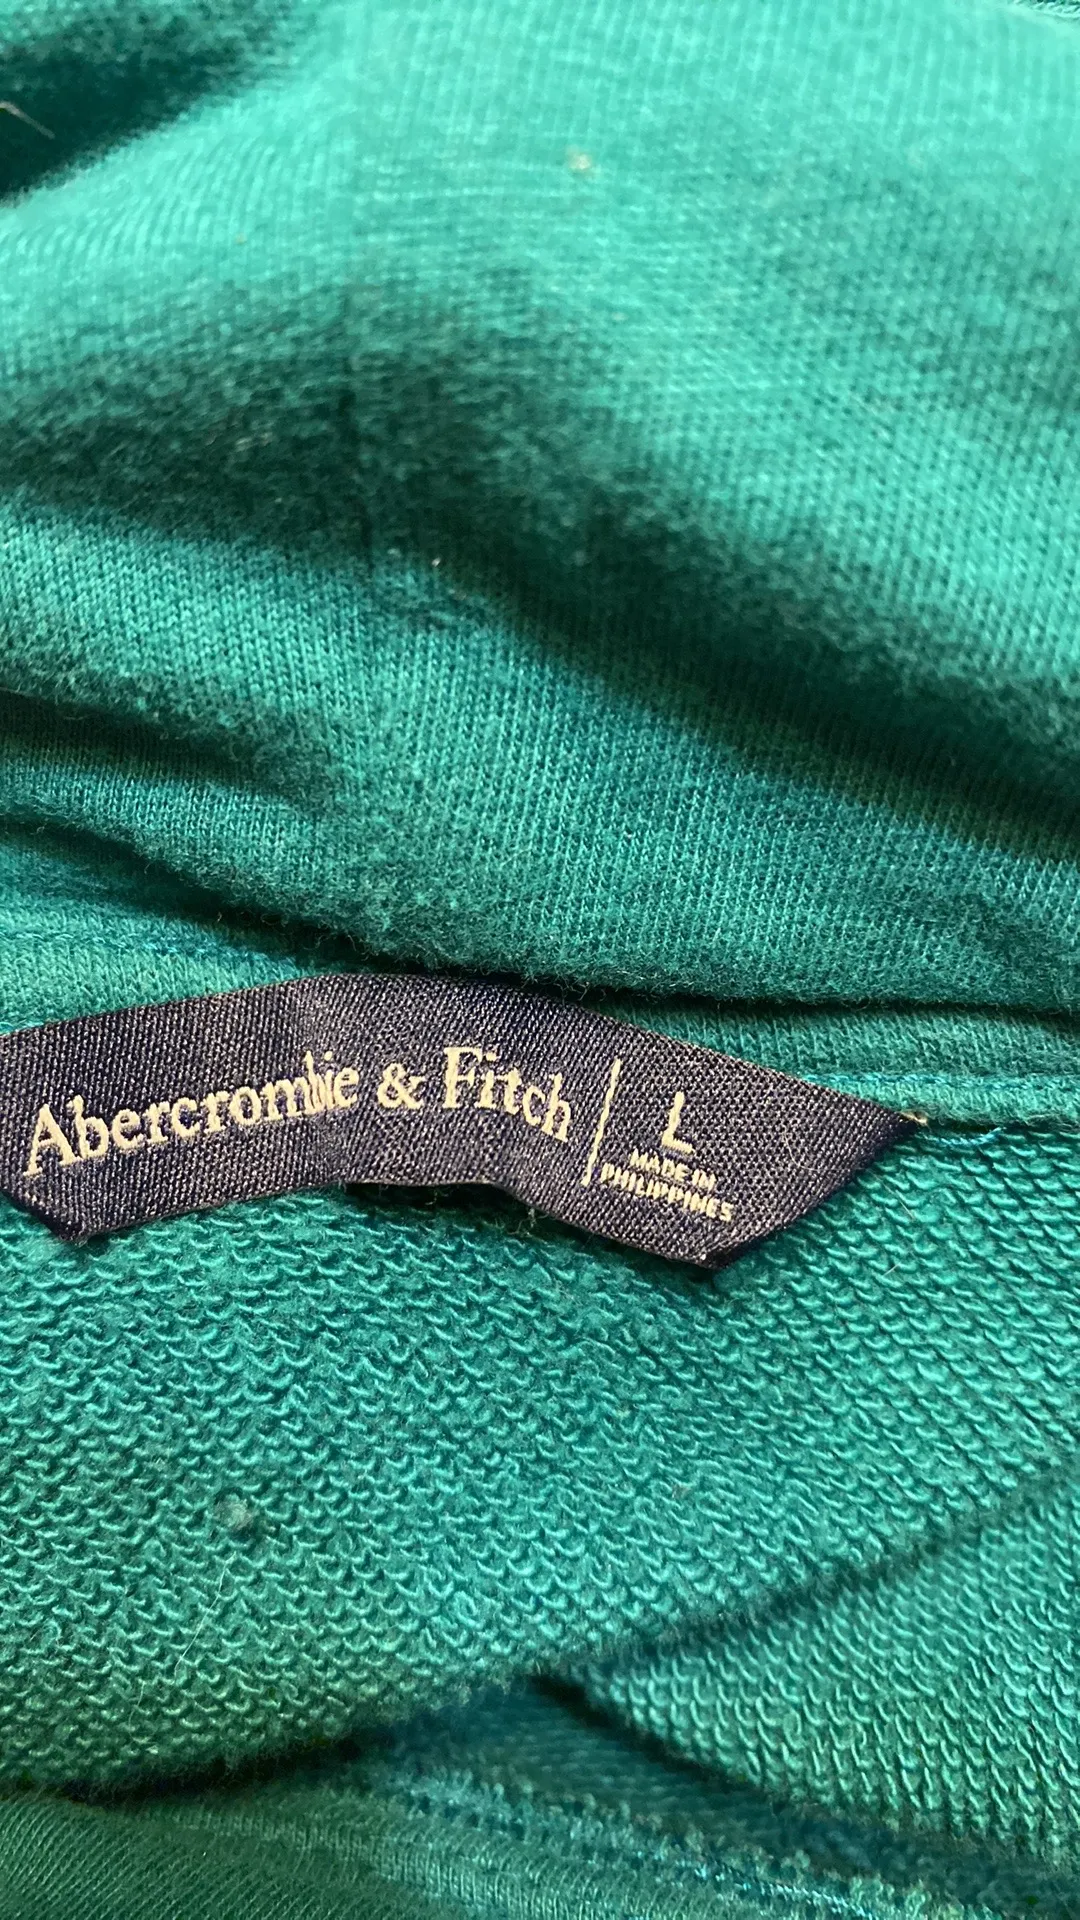 Abercrombie & Fitch
L
MADE IN
PHILIPPINES